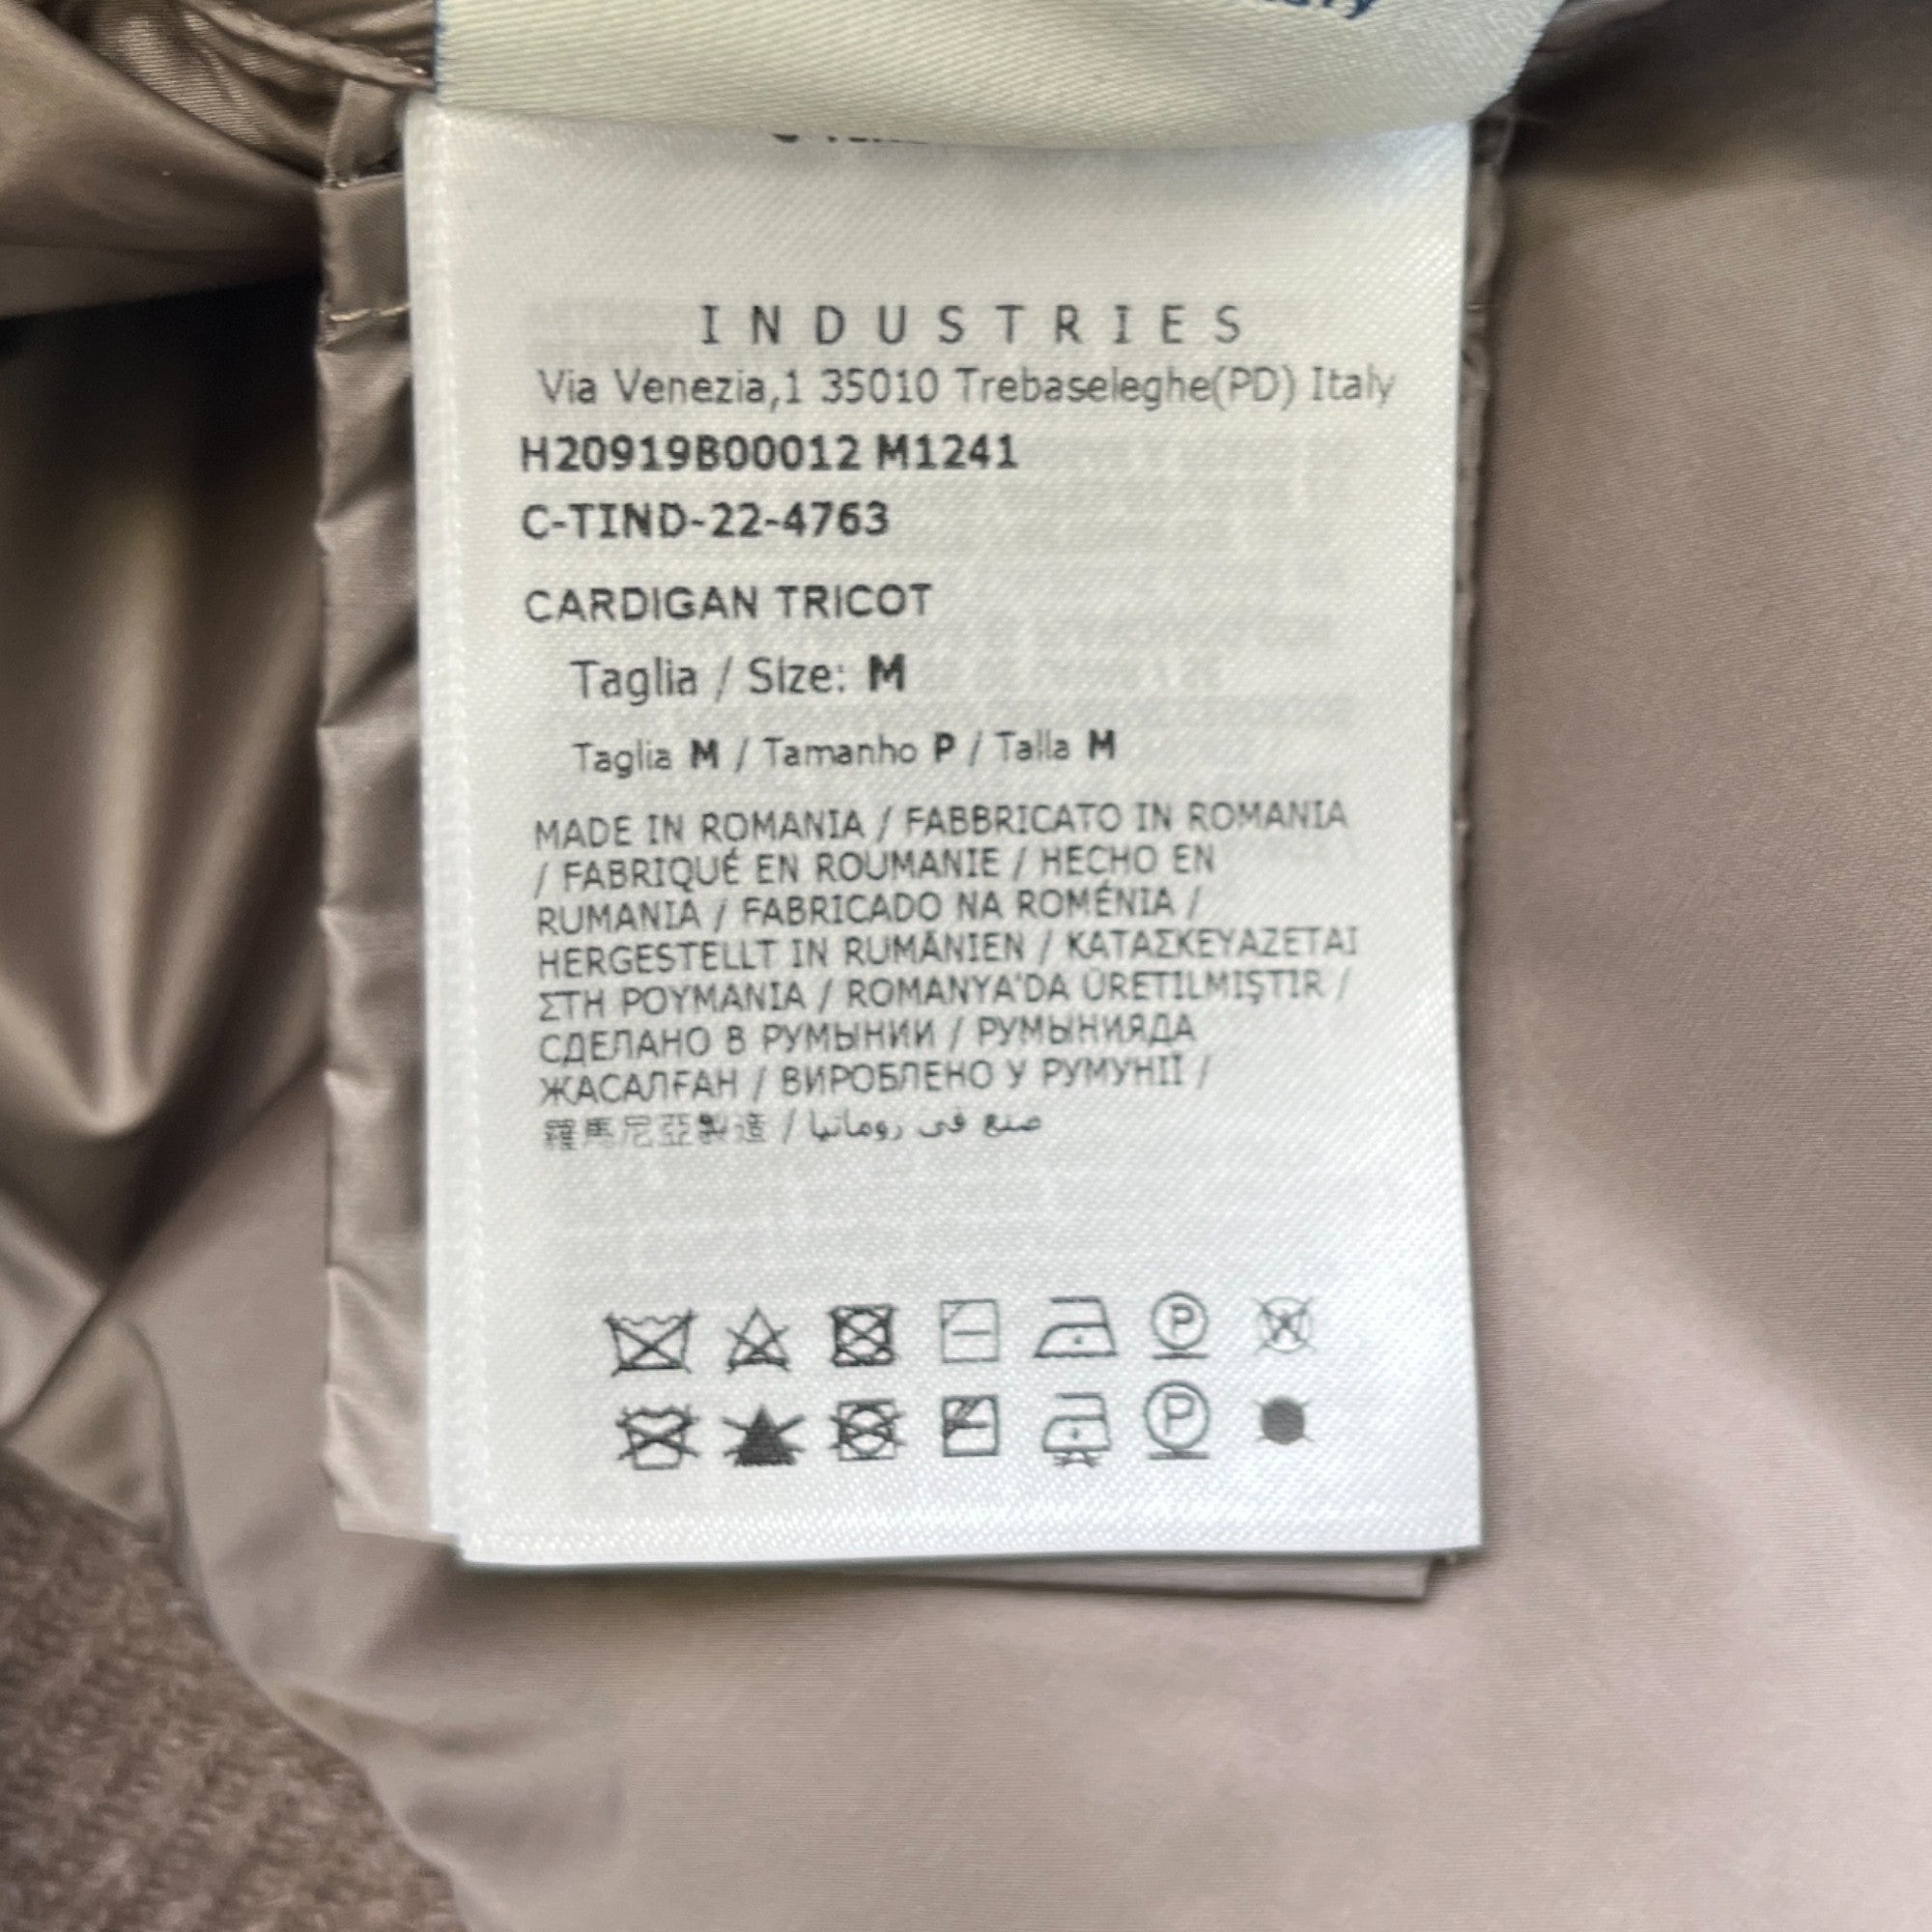 INDUSTRIES
Via Venezia,1 35010 Trebaseleghe(PD) Italy
H20919B00012 M1241
C-TIND-22-4763
CARDIGAN TRICOT
Taglia / Size: M
Taglia M / Tamanho P / Talla M
MADE IN ROMANIA / FABBRICATO IN ROMANIA
/ FABRIQUÉ EN ROUMANIE / HECHO EN
RUMANIA / FABRICADO NA ROMÉNIA /
HERGESTELLT IN RUMÄNIEN / ΚΑΤΑΣΚΕΥΑΖΕΤΑΙ
ΣΤΗ ΡΟΥΜΑΝΙΑ / ROMANYA'DA ÜRETILMIŞTIR /
СДЕЛАНО В РУМЫНИИ / РУМЫНИЯДА
ЖАСАЛҒАН / ВИРОБЛЕНО У РУМУНІЇ /
羅馬尼亞製造 / صنع في رومانيا
P
P